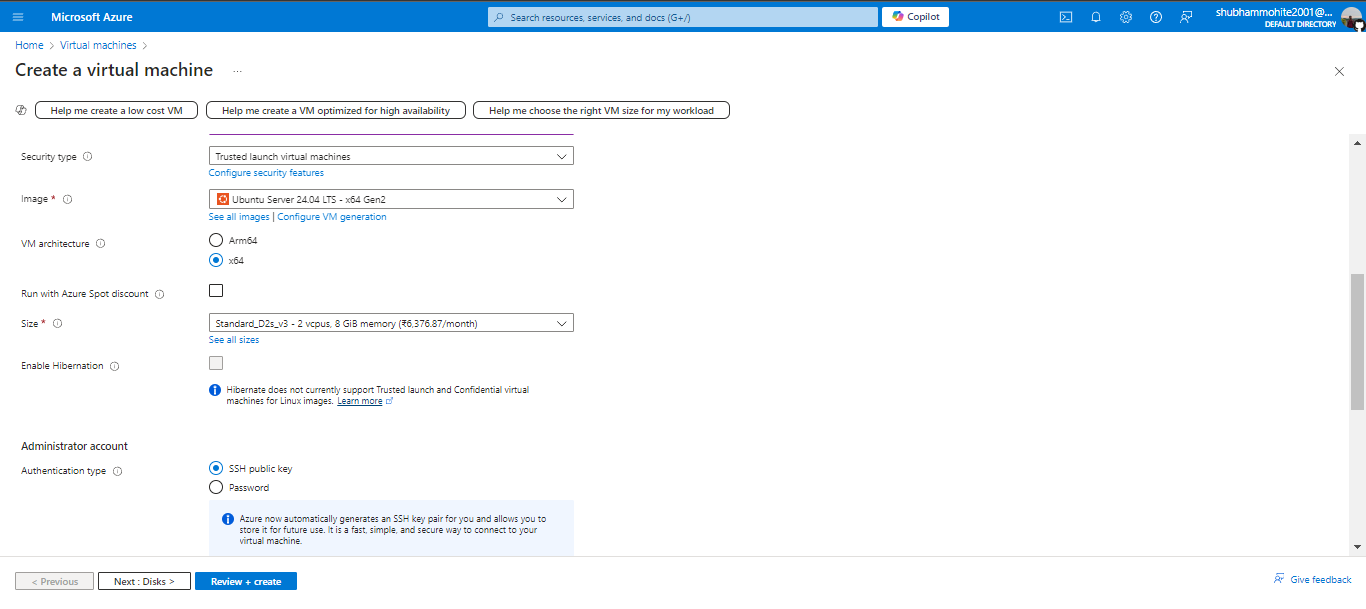 Microsoft Azure
Search resources, services, and docs (G+/)
Copilot
shubhammohite2001@...
DEFAULT DIRECTORY
Home > Virtual machines >
Create a virtual machine ...
Help me create a low cost VM
Help me create a VM optimized for high availability
Help me choose the right VM size for my workload
Security type
Trusted launch virtual machines
Configure security features
Image *
Ubuntu Server 24.04 LTS - x64 Gen2
See all images | Configure VM generation
VM architecture
Arm64
x64
Run with Azure Spot discount
Size *
Standard_D2s_v3 - 2 vcpus, 8 GiB memory (₹6,376.87/month)
See all sizes
Enable Hibernation
Hibernate does not currently support Trusted launch and Confidential virtual
machines for Linux images. Learn more
Administrator account
Authentication type
SSH public key
Password
Azure now automatically generates an SSH key pair for you and allows you to
store it for future use. It is a fast, simple, and secure way to connect to your
virtual machine.
< Previous
Next : Disks >
Review + create
Give feedback